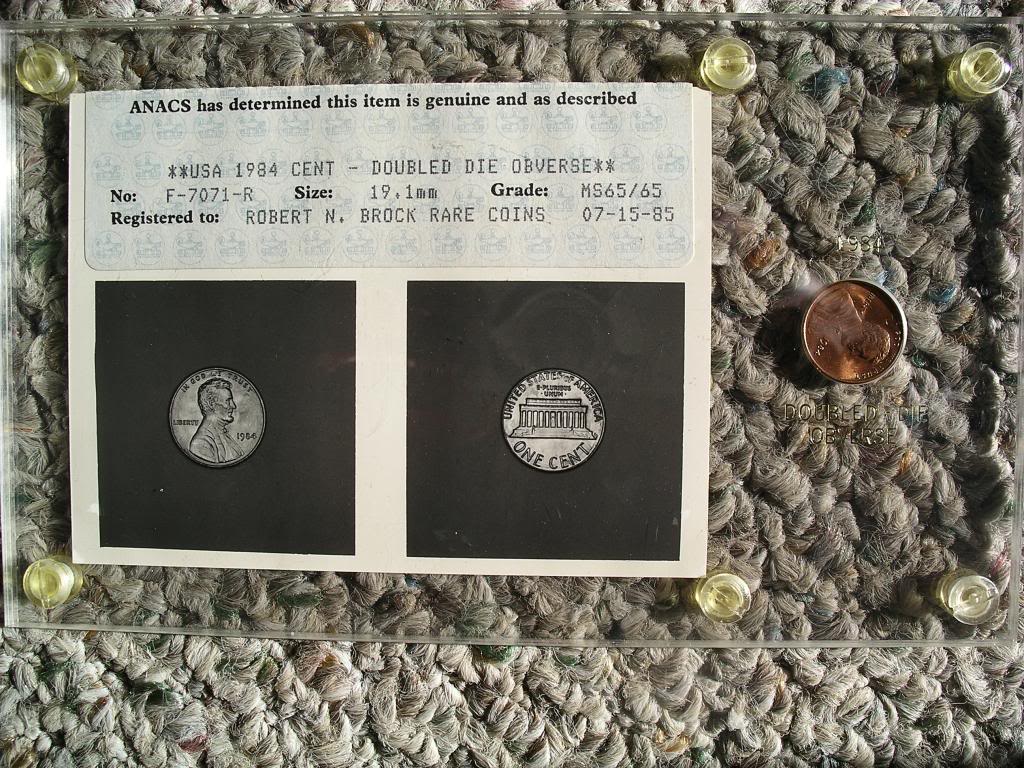 ANACS has determined this item is genuine and as described
**USA 1984 CENT - DOUBLED DIE OBVERSE**
No: F-7071-R Size: 19.1mm Grade: MS65/65
Registered to: ROBERT N. BROCK RARE COINS 07-15-85
IN GOD WE TRUST
LIBERTY
1984
UNITED STATES OF AMERICA
E·PLURIBUS
·UNUM·
ONE CENT
1984
DOUBLED DIE
OBVERSE